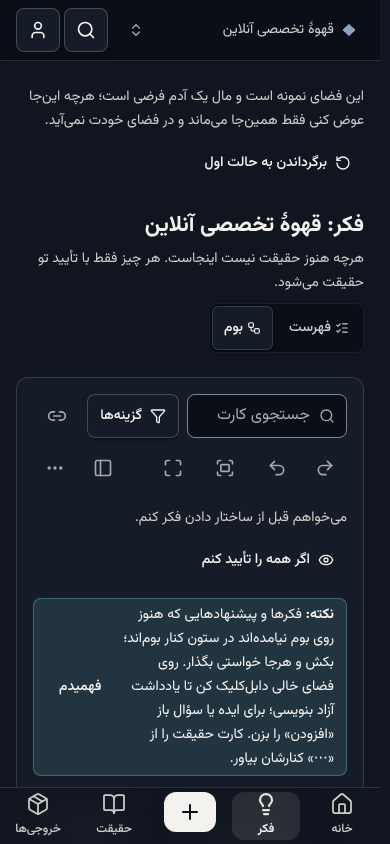 قهوهٔ تخصصی آنلاین
این فضای نمونه است و مال یک آدم فرضی است؛ هرچه این‌جا
عوض کنی فقط همین‌جا می‌ماند و در فضای خودت نمی‌آید.
برگرداندن به حالت اول
فکر: قهوهٔ تخصصی آنلاین
هرچه هنوز حقیقت نیست اینجاست. هر چیز فقط با تأیید تو
حقیقت می‌شود.
فهرست
بوم
جستجوی کارت
گزینه‌ها
می‌خواهم قبل از ساختار دادن فکر کنم.
اگر همه را تأیید کنم
نکته: فکرها و پیشنهادهایی که هنوز
روی بوم نیامده‌اند در ستون کنار بوم‌اند؛
بکش و هرجا خواستی بگذار. روی
فضای خالی دابل‌کلیک کن تا یادداشت
آزاد بنویسی؛ برای ایده یا سؤال باز
«افزودن» را بزن. کارت حقیقت را از
«⋯» کنارشان بیاور.
فهمیدم
خانه
فکر
حقیقت
خروجی‌ها